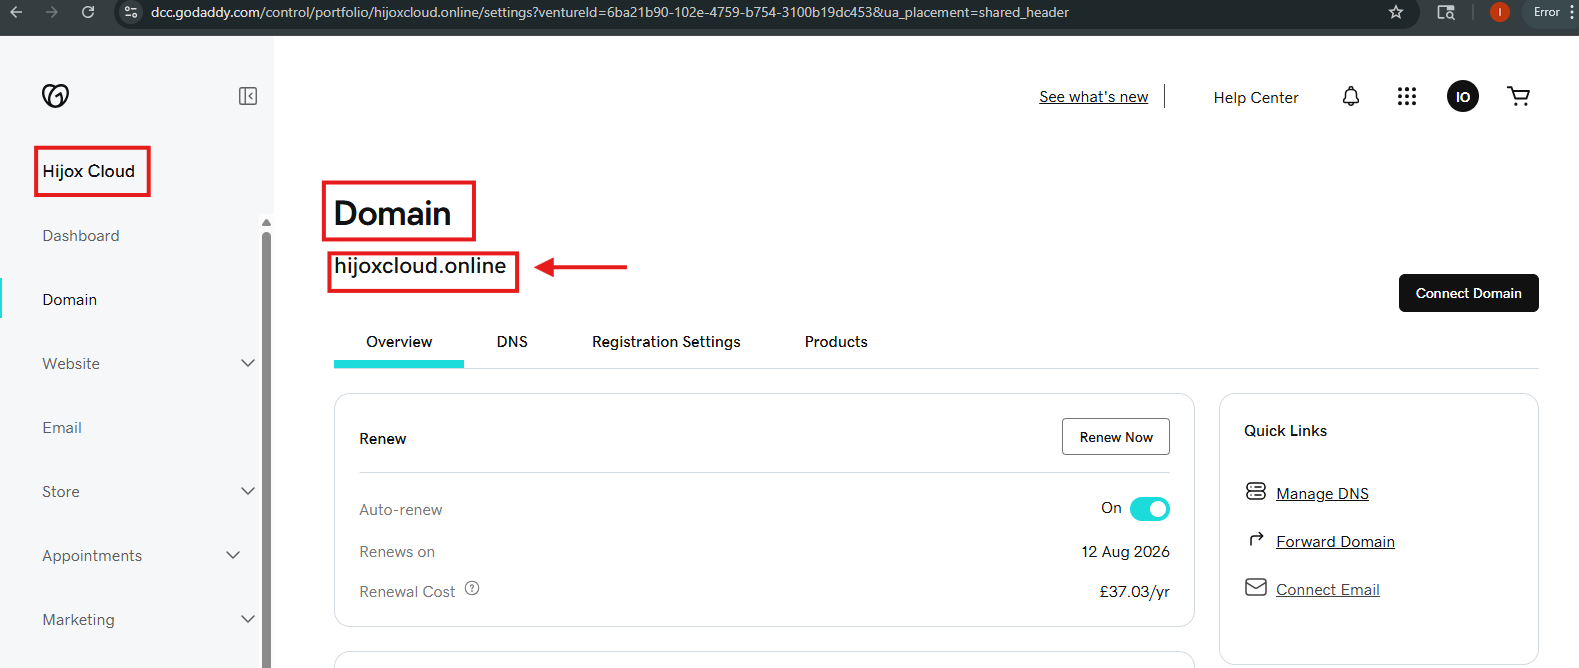 dcc.godaddy.com/control/portfolio/hijoxcloud.online/settings?ventureId=6ba21b90-102e-4759-b754-3100b19dc453&ua_placement=shared_header
I
Error
See what's new
Help Center
IO
Hijox Cloud
Dashboard
Domain
Website
Email
Store
Appointments
Marketing
Domain
hijoxcloud.online
Connect Domain
Overview DNS Registration Settings Products
Renew
Renew Now
Auto-renew On
Renews on 12 Aug 2026
Renewal Cost ? £37.03/yr
Quick Links
Manage DNS
Forward Domain
Connect Email